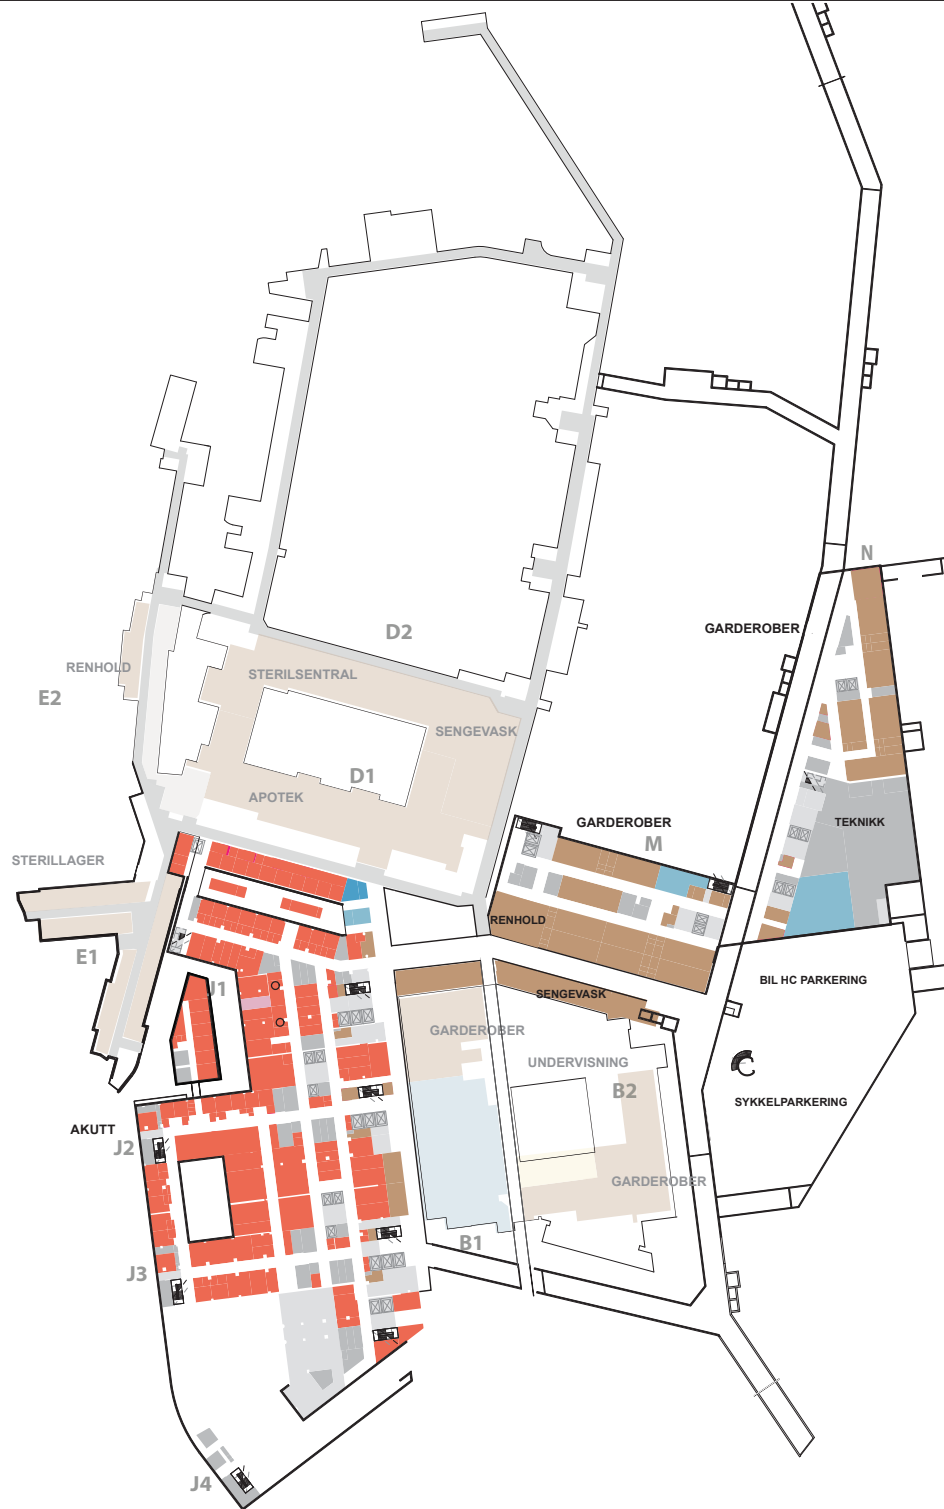 N
GARDEROBER
D2
RENHOLD
STERILSENTRAL
E2
SENGEVASK
D1
APOTEK
GARDEROBER
TEKNIKK
M
STERILLAGER
RENHOLD
E1
BIL HC PARKERING
J1
SENGEVASK
GARDEROBER
UNDERVISNING
B2
SYKKELPARKERING
AKUTT
J2
GARDEROBER
B1
J3
J4